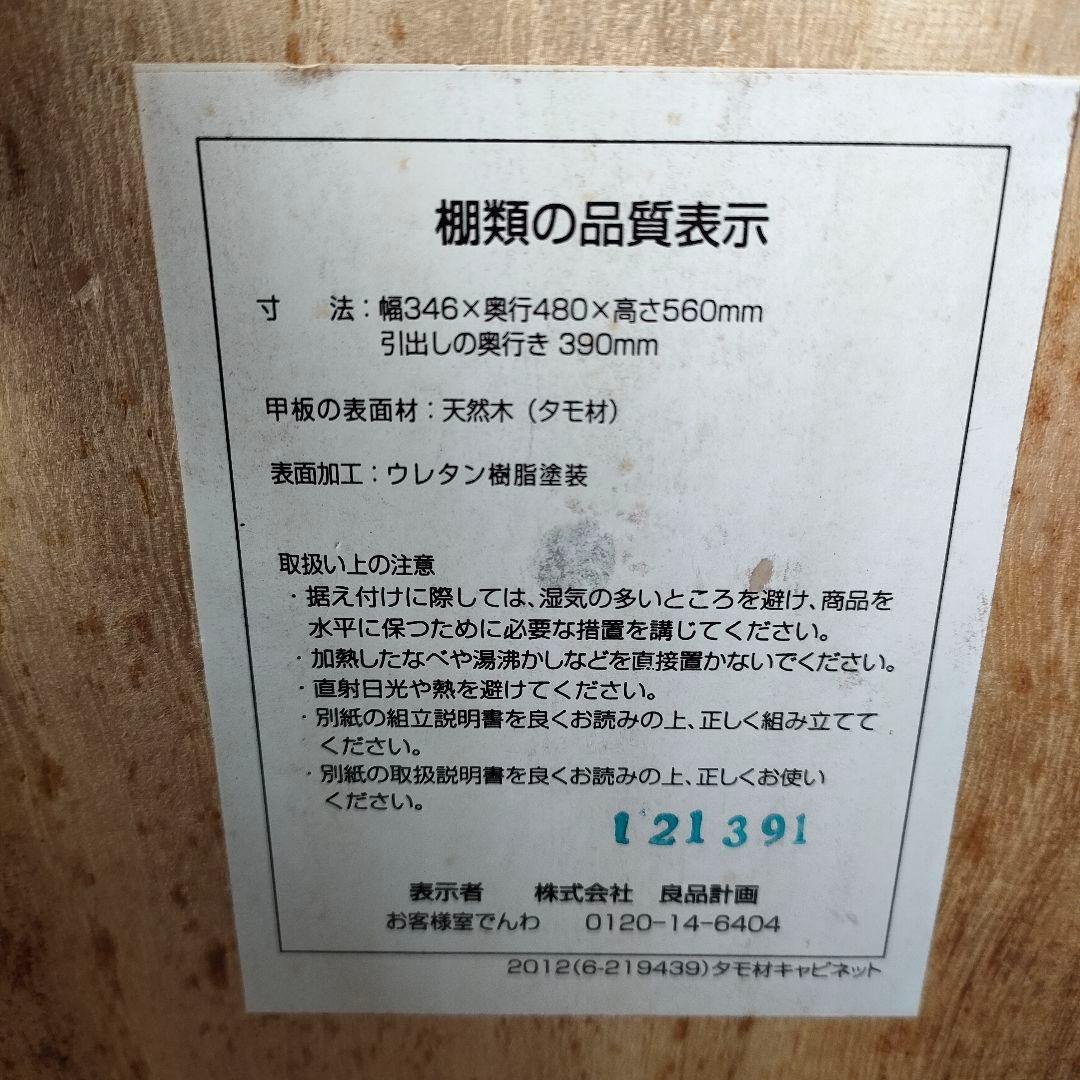 棚類の品質表示
寸　法：幅346×奥行480×高さ560mm
引出しの奥行き 390mm
甲板の表面材：天然木（タモ材）
表面加工：ウレタン樹脂塗装
取扱い上の注意
・据え付けに際しては、湿気の多いところを避け、商品を
水平に保つために必要な措置を講じてください。
・加熱したなべや湯沸かしなどを直接置かないでください。
・直射日光や熱を避けてください。
・別紙の組立説明書を良くお読みの上、正しく組み立てて
ください。
・別紙の取扱説明書を良くお読みの上、正しくお使い
ください。
121391
表示者　株式会社　良品計画
お客様室でんわ　0120-14-6404
2012(6-219439)タモ材キャビネット